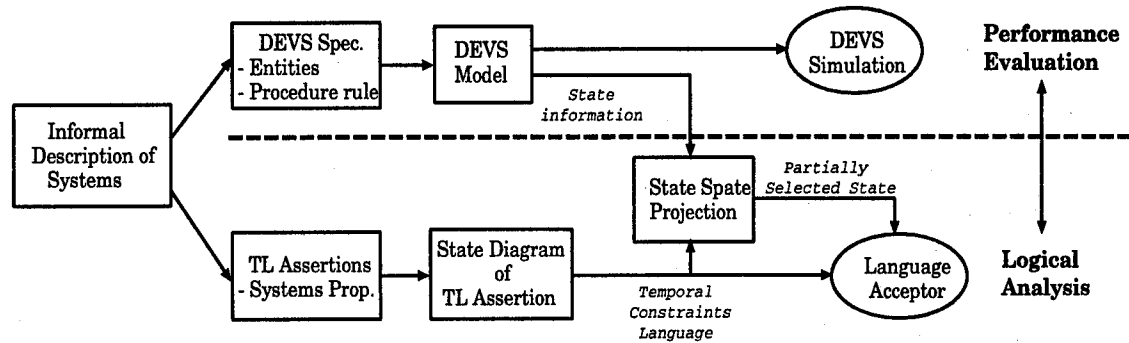 DEVS Spec.
- Entities
- Procedure rule
DEVS
Model
DEVS
Simulation
Performance
Evaluation
State
information
Informal
Description of
Systems
State Spate
Projection
Partially
Selected State
TL Assertions
- Systems Prop.
State Diagram
of
TL Assertion
Temporal
Constraints
Language
Language
Acceptor
Logical
Analysis